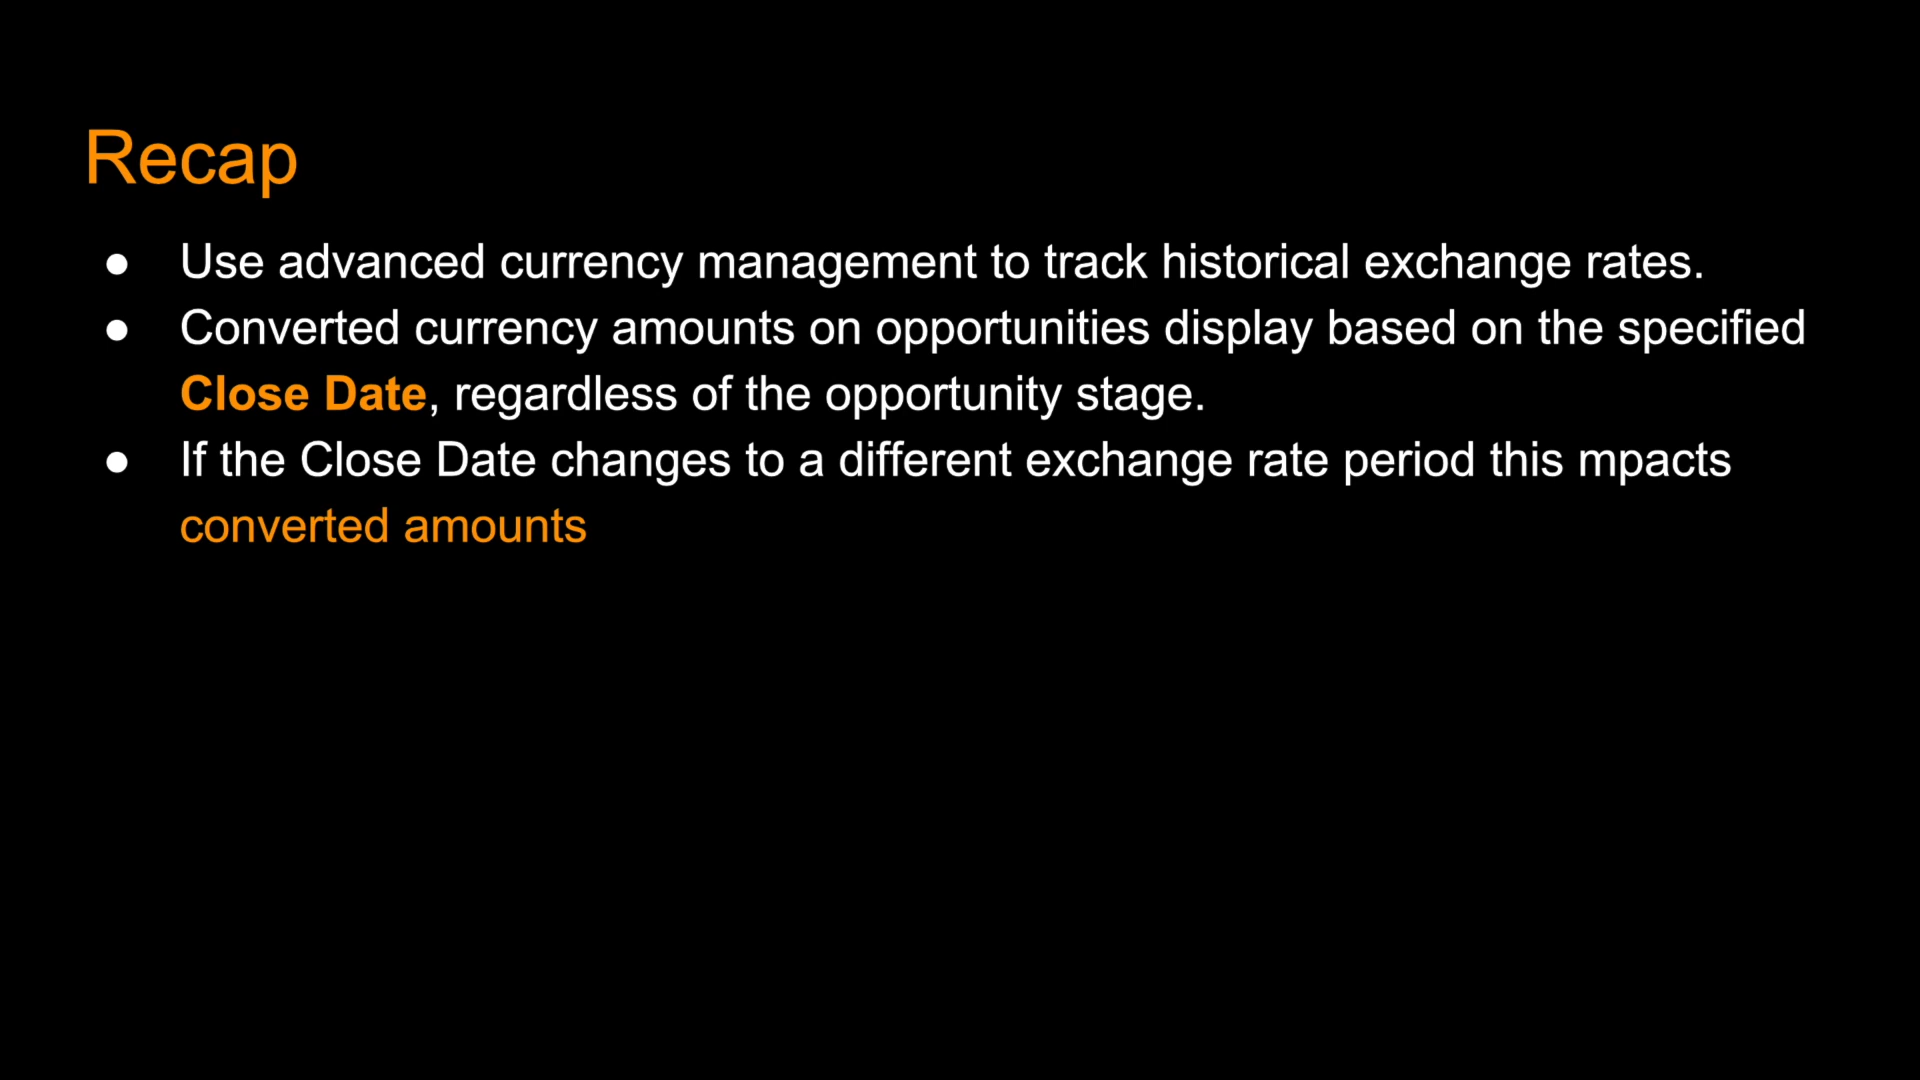 Recap
● Use advanced currency management to track historical exchange rates.
● Converted currency amounts on opportunities display based on the specified
Close Date, regardless of the opportunity stage.
● If the Close Date changes to a different exchange rate period this mpacts
converted amounts